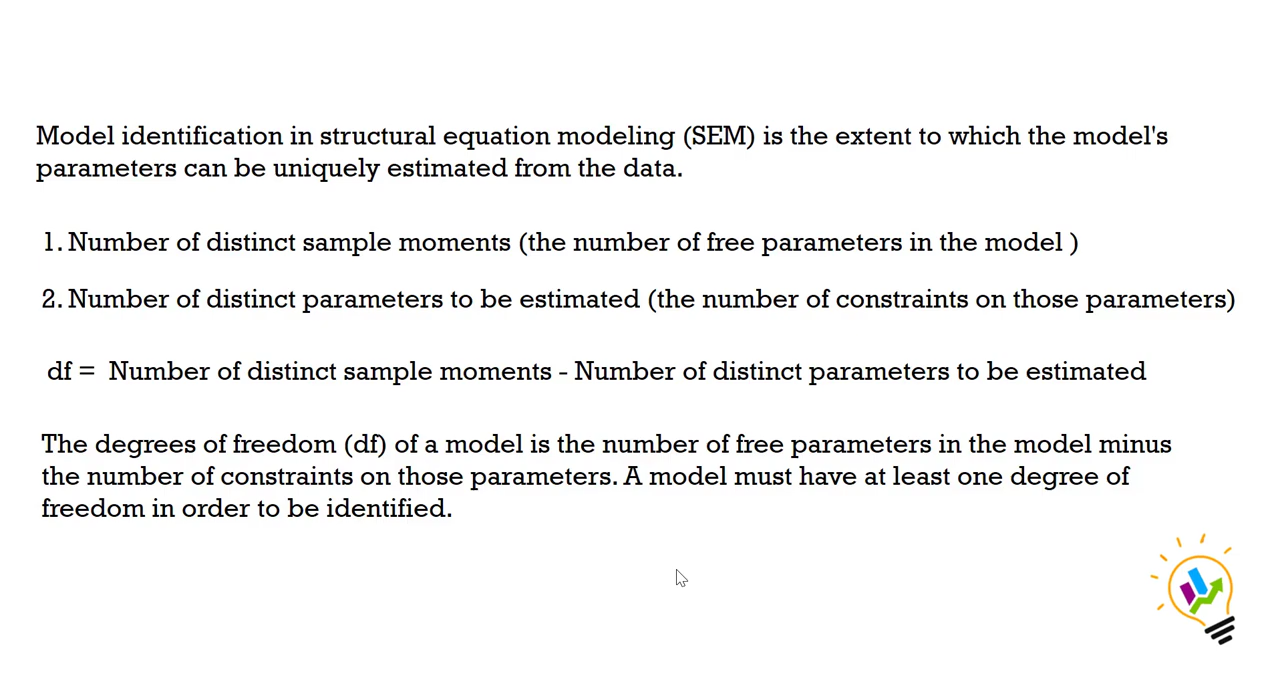 Model identification in structural equation modeling (SEM) is the extent to which the model's
parameters can be uniquely estimated from the data.
1. Number of distinct sample moments (the number of free parameters in the model )
2. Number of distinct parameters to be estimated (the number of constraints on those parameters)
df = Number of distinct sample moments - Number of distinct parameters to be estimated
The degrees of freedom (df) of a model is the number of free parameters in the model minus
the number of constraints on those parameters. A model must have at least one degree of
freedom in order to be identified.